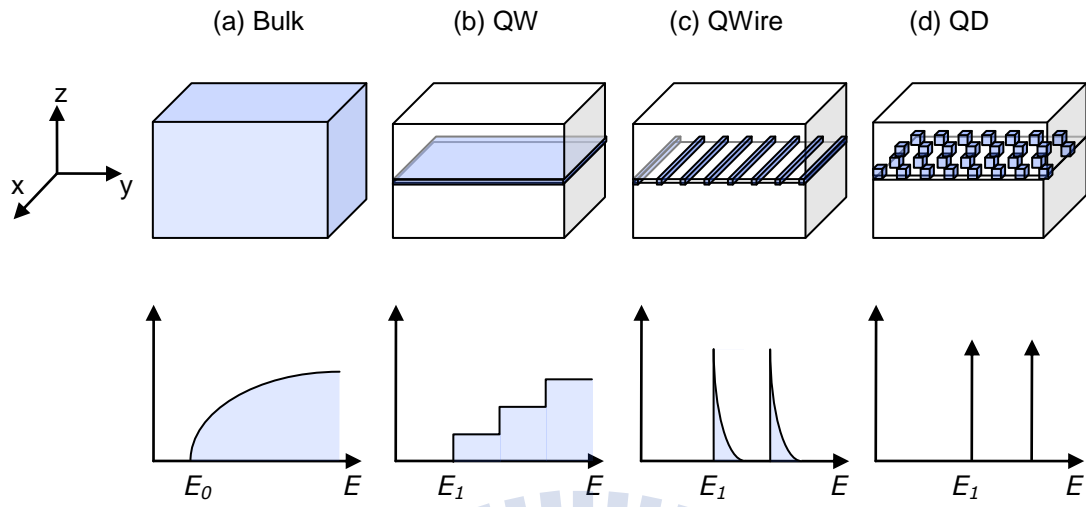 (a) Bulk (b) QW (c) QWire (d) QD
z
x y
E0 E E1 E E1 E E1 E